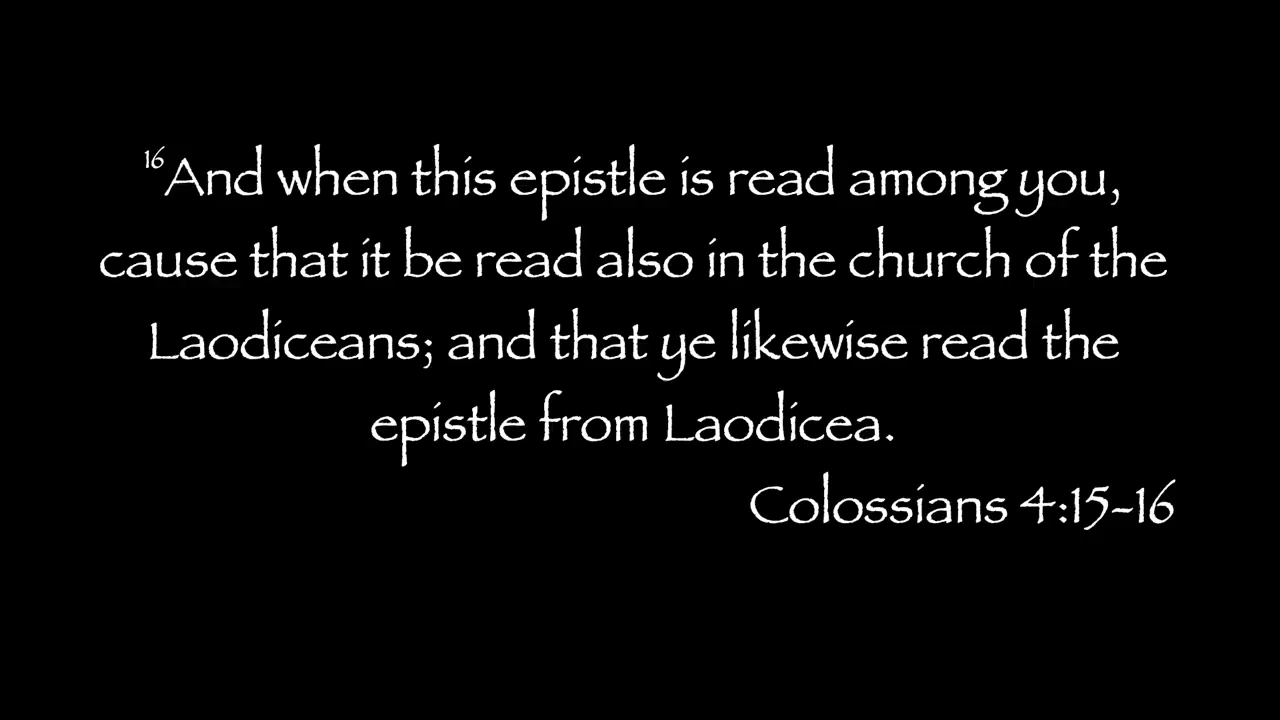 16And when this epistle is read among you,
cause that it be read also in the church of the
Laodiceans; and that ye likewise read the
epistle from Laodicea.
Colossians 4:15-16